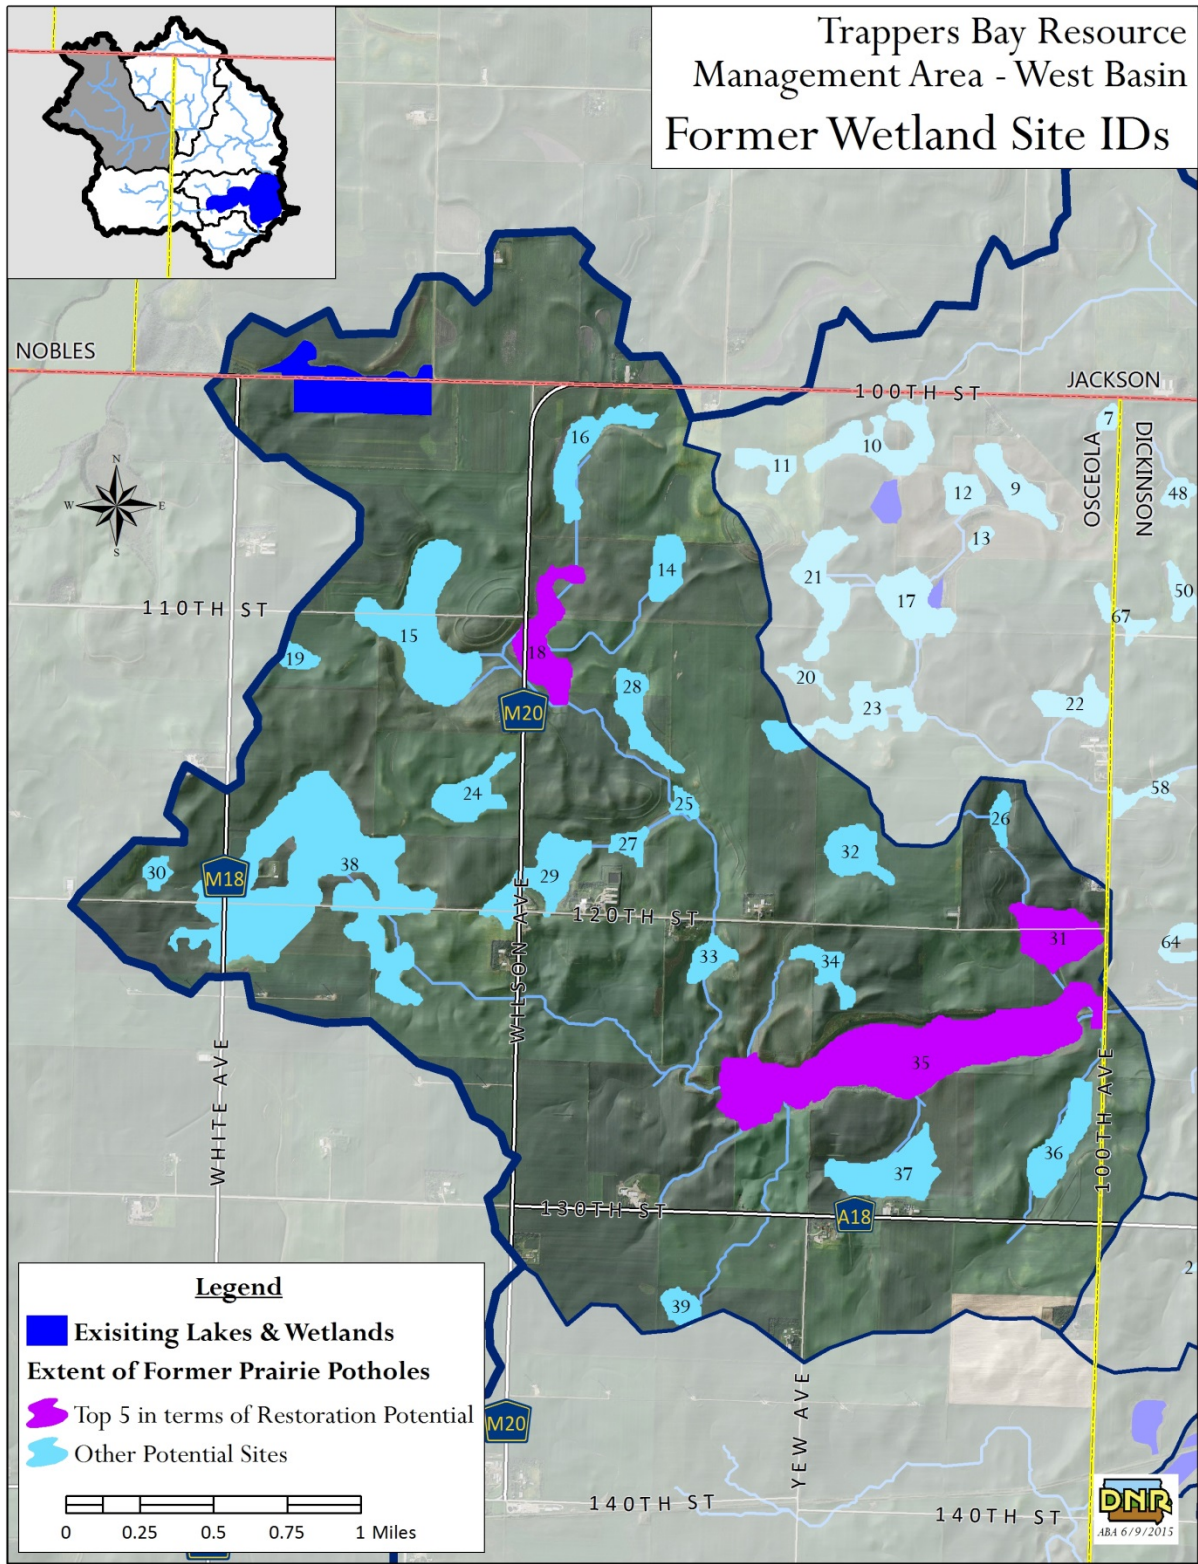 Trappers Bay Resource
Management Area - West Basin
Former Wetland Site IDs
NOBLES
JACKSON
100TH ST
7
16
10
11
OSCEOLA
DICKINSON
12
9
48
13
N
W E
S
14
21
50
110TH ST
17
67
15
18
19
20
28
22
23
M20
58
24
25
26
27
32
30
M18
38
29
120TH ST
31
64
33
34
WILSON AVE
35
WHITE AVE
100TH AVE
36
37
130TH ST
A18
2
39
Legend
Exisiting Lakes & Wetlands
Extent of Former Prairie Potholes
Top 5 in terms of Restoration Potential
Other Potential Sites
0 0.25 0.5 0.75 1 Miles
M20
YEW AVE
140TH ST
140TH ST
DNR
ABA 6/9/2015